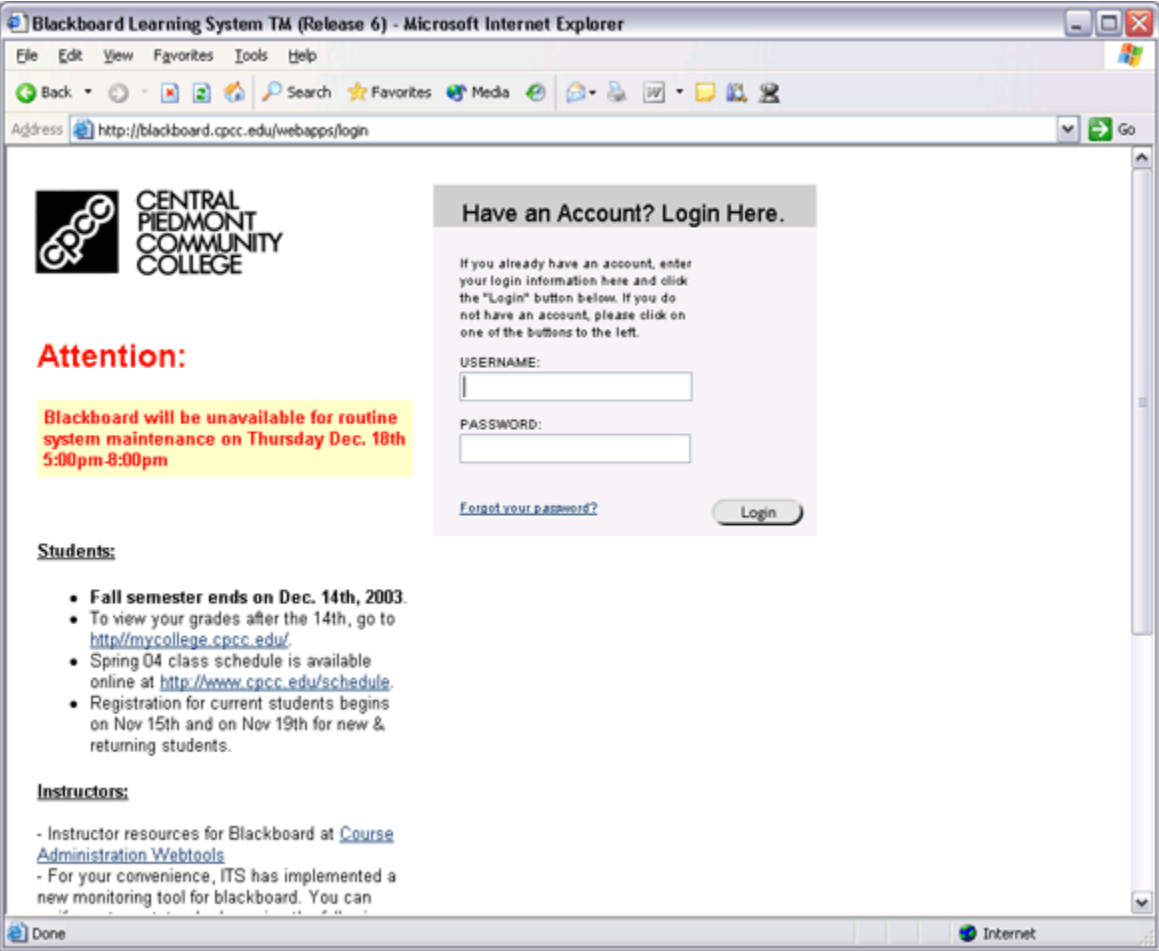 Blackboard Learning System TM (Release 6) - Microsoft Internet Explorer
File Edit View Favorites Tools Help
Back Search Favorites Media
Address http://blackboard.cpcc.edu/webapps/login Go
cpcc
CENTRAL
PIEDMONT
COMMUNITY
COLLEGE
Attention:
Blackboard will be unavailable for routine
system maintenance on Thursday Dec. 18th
5:00pm-8:00pm
Students:
• Fall semester ends on Dec. 14th, 2003.
• To view your grades after the 14th, go to
http//mycollege.cpcc.edu/.
• Spring 04 class schedule is available
online at http://www.cpcc.edu/schedule.
• Registration for current students begins
on Nov 15th and on Nov 19th for new &
returning students.
Instructors:
- Instructor resources for Blackboard at Course
Administration Webtools
- For your convenience, ITS has implemented a
new monitoring tool for blackboard. You can
Have an Account? Login Here.
If you already have an account, enter
your login information here and click
the "Login" button below. If you do
not have an account, please click on
one of the buttons to the left.
USERNAME:
PASSWORD:
Forgot your password?
Login
Done
Internet